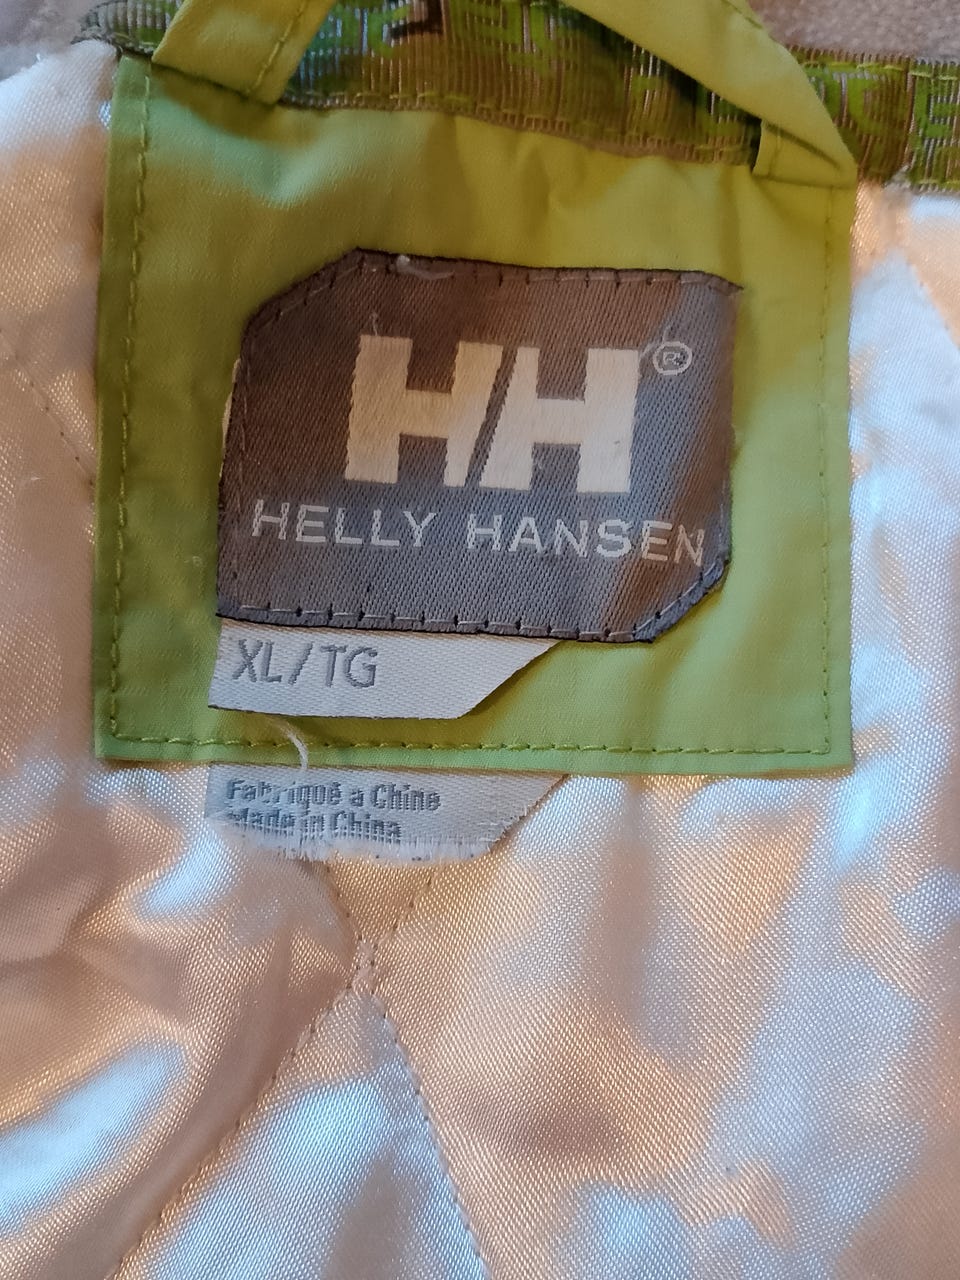 HH®
HELLY HANSEN
XL/TG
Fabriqué a Chine
Made in China